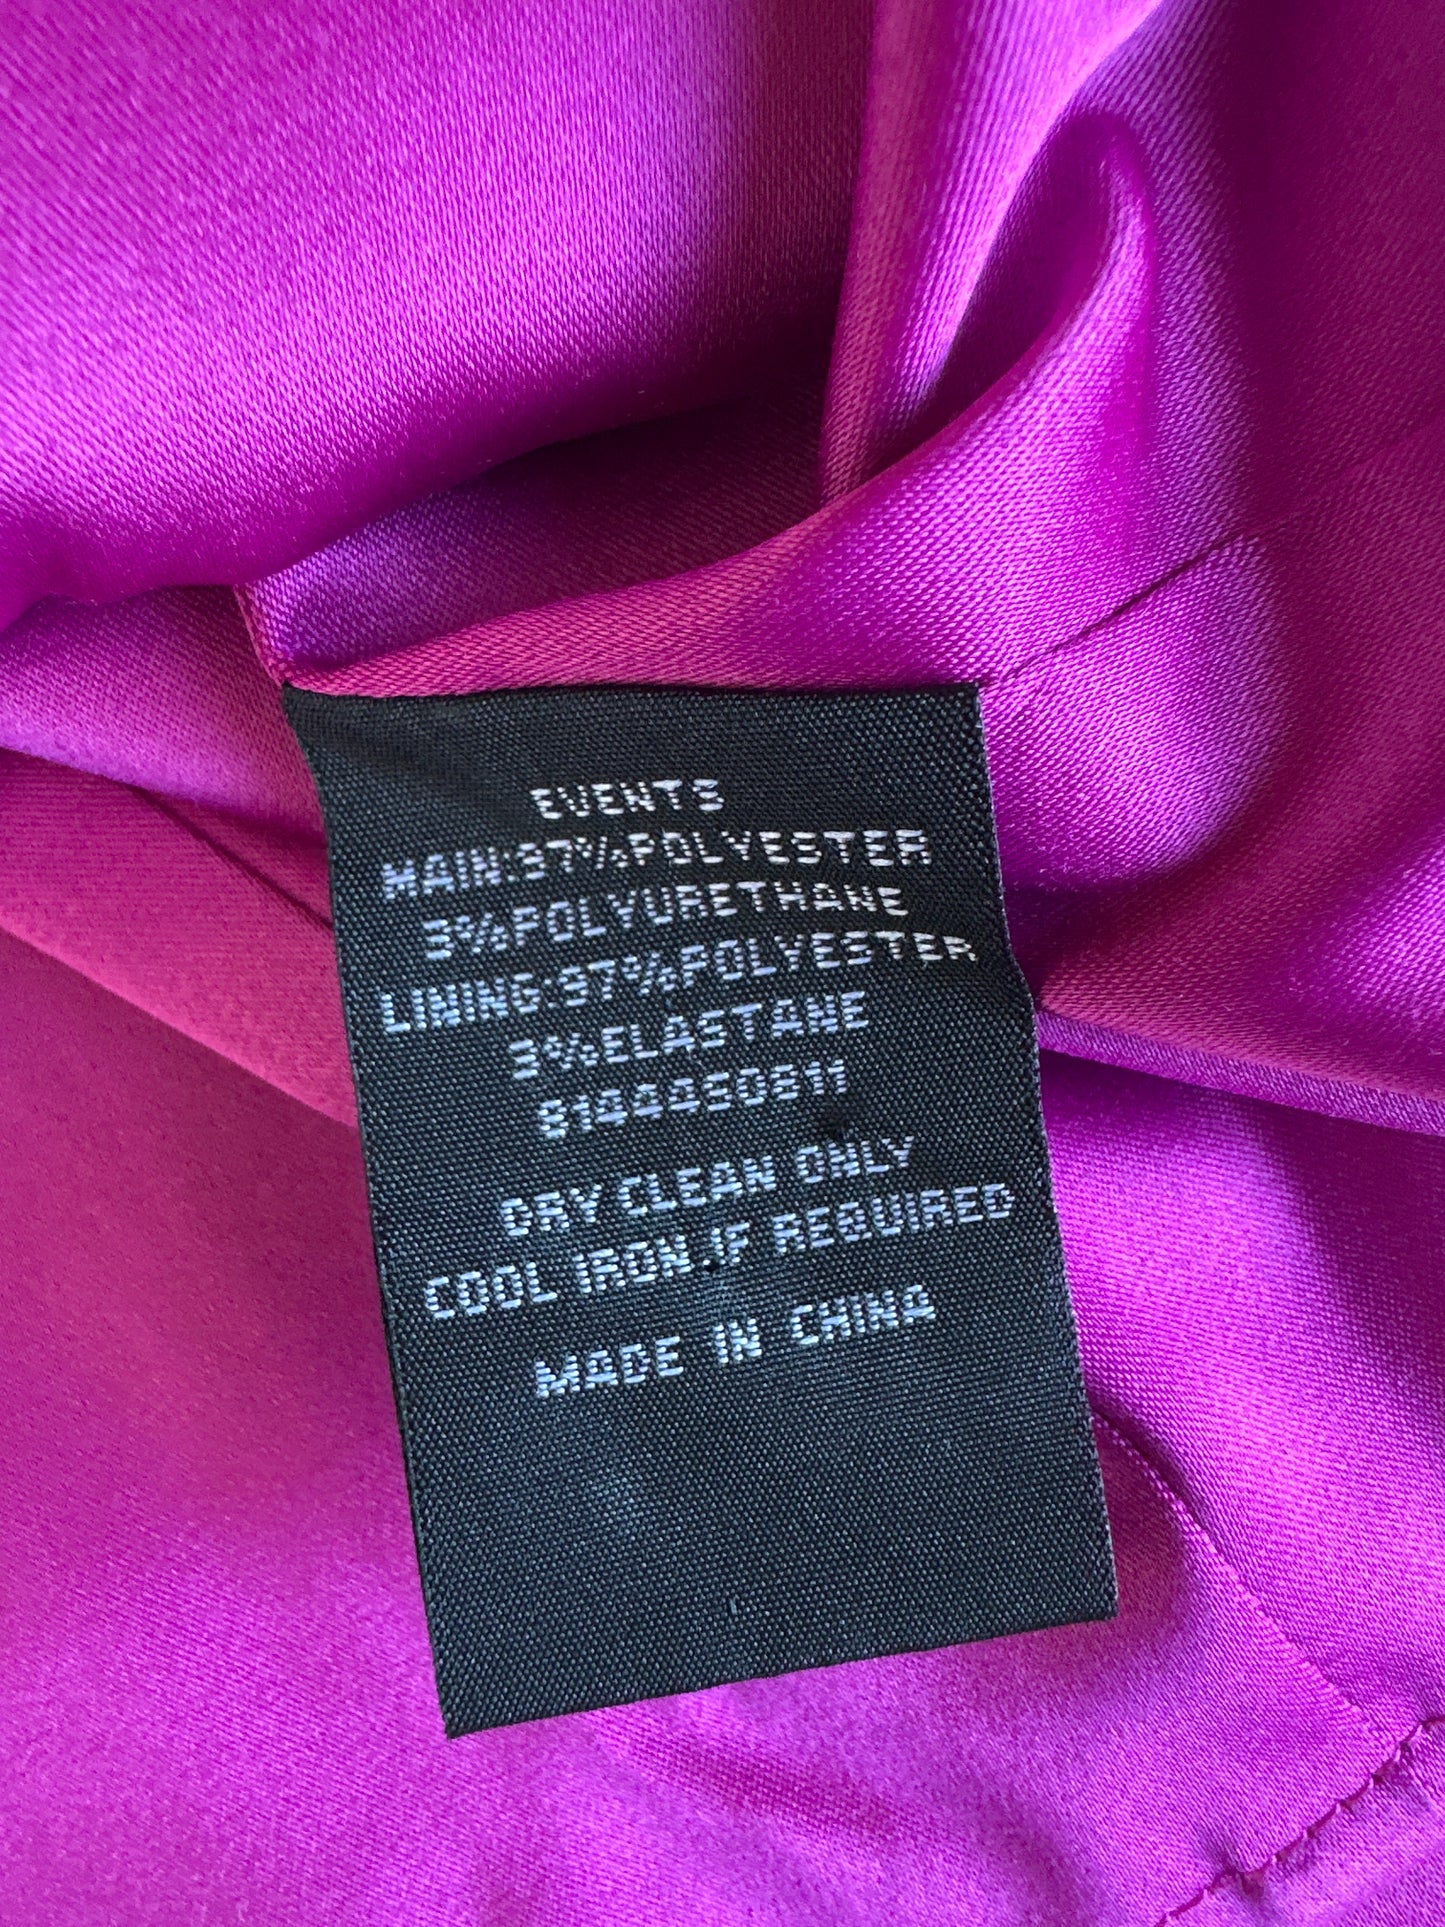 EVENTS
MAIN:97%POLYESTER
3%POLYURETHANE
LINING:97%POLYESTER
3%ELASTANE
8144450811
DRY CLEAN ONLY
COOL IRON IF REQUIRED
MADE IN CHINA